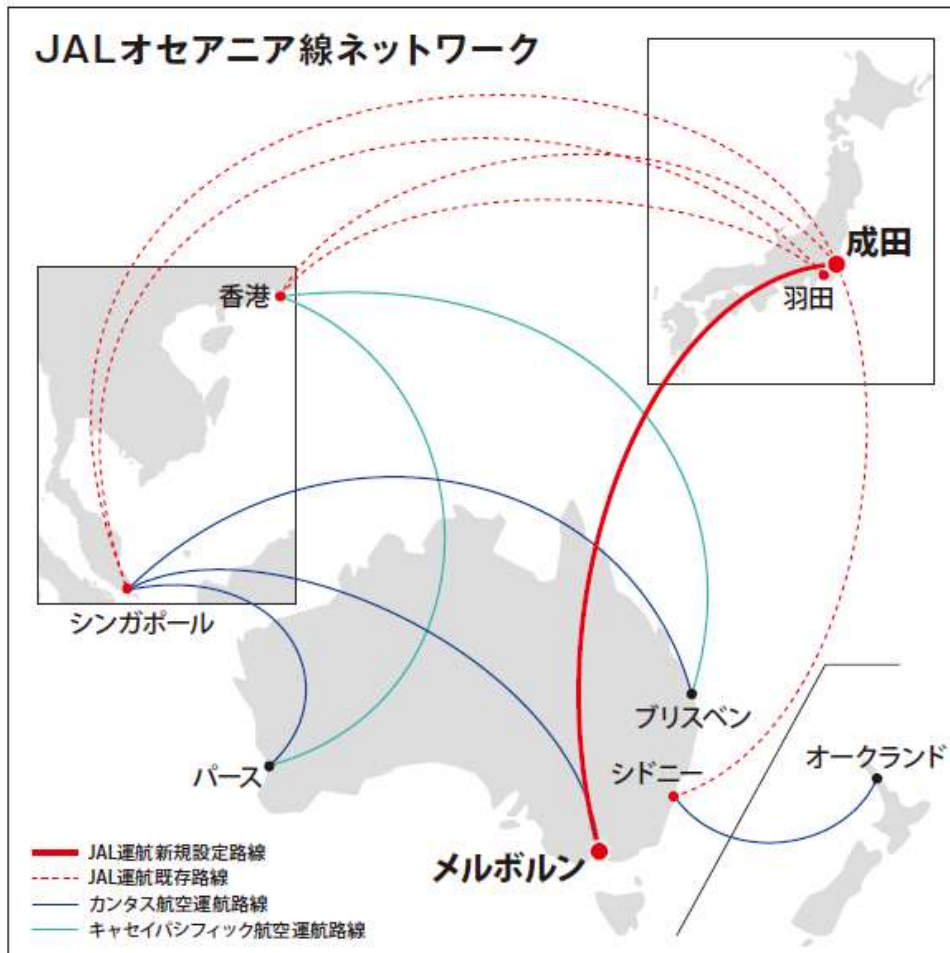 JALオセアニア線ネットワーク
成田
羽田
香港
シンガポール
ブリスベン
オークランド
シドニー
パース
メルボルン
JAL運航新規設定路線
JAL運航既存路線
カンタス航空運航路線
キャセイパシフィック航空運航路線